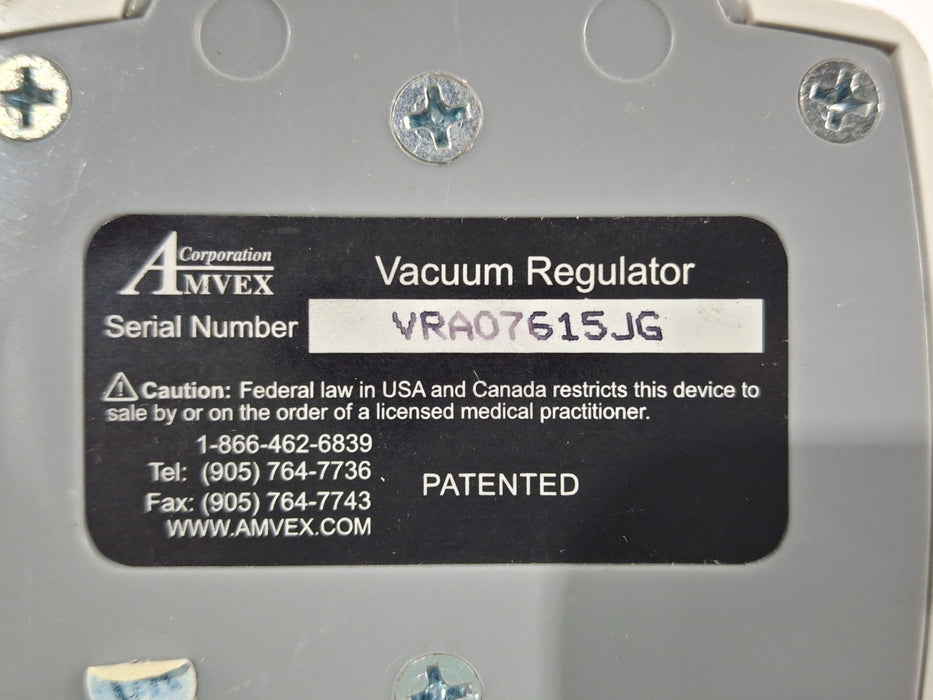 Corporation
AMVEX
Vacuum Regulator
Serial Number VRA07615JG
Caution: Federal law in USA and Canada restricts this device to
sale by or on the order of a licensed medical practitioner.
1-866-462-6839
Tel: (905) 764-7736
Fax: (905) 764-7743
WWW.AMVEX.COM
PATENTED